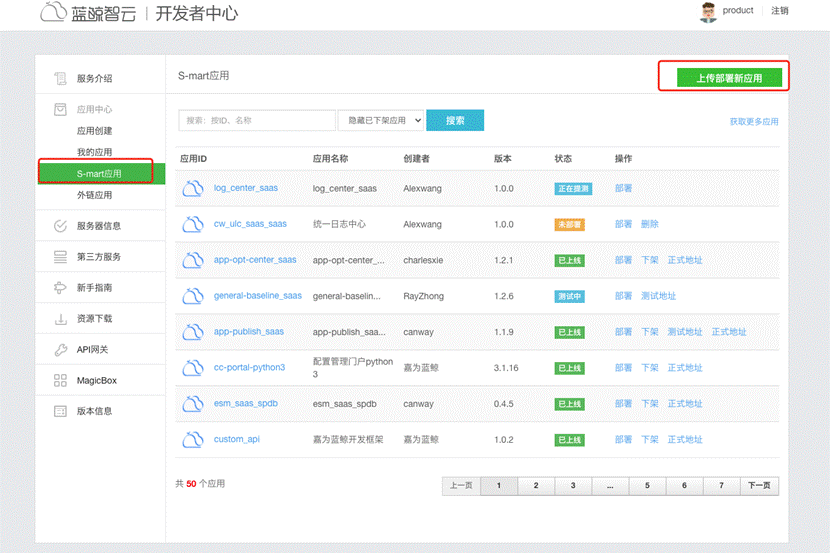 蓝鲸智云 | 开发者中心
product 注销
服务介绍
应用中心
应用创建
我的应用
S-mart应用
外链应用
服务器信息
第三方服务
新手指南
资源下载
API网关
MagicBox
版本信息
S-mart应用 上传部署新应用
搜索：按ID、名称 隐藏已下架应用 搜索 获取更多应用
应用ID 应用名称 创建者 版本 状态 操作
log_center_saas log_center_saas Alexwang 1.0.0 正在提测 部署
cw_ulc_saas_saas 统一日志中心 Alexwang 1.0.0 未部署 部署 删除
app-opt-center_saas app-opt-center_... charlesxie 1.2.1 已上线 部署 下架 正式地址
general-baseline_saas general-baselin... RayZhong 1.2.6 测试中 部署 测试地址
app-publish_saas app-publish_saa... canway 1.1.9 已上线 部署 下架 测试地址 正式地址
cc-portal-python3 配置管理门户python
3 嘉为蓝鲸 3.1.16 已上线 部署 下架 正式地址
esm_saas_spdb esm_saas_spdb canway 0.4.5 已上线 部署 下架 正式地址
custom_api 嘉为蓝鲸开发框架 嘉为蓝鲸 1.0.2 已上线 部署 下架 正式地址
共 50 个应用 上一页 1 2 3 ... 5 6 7 下一页